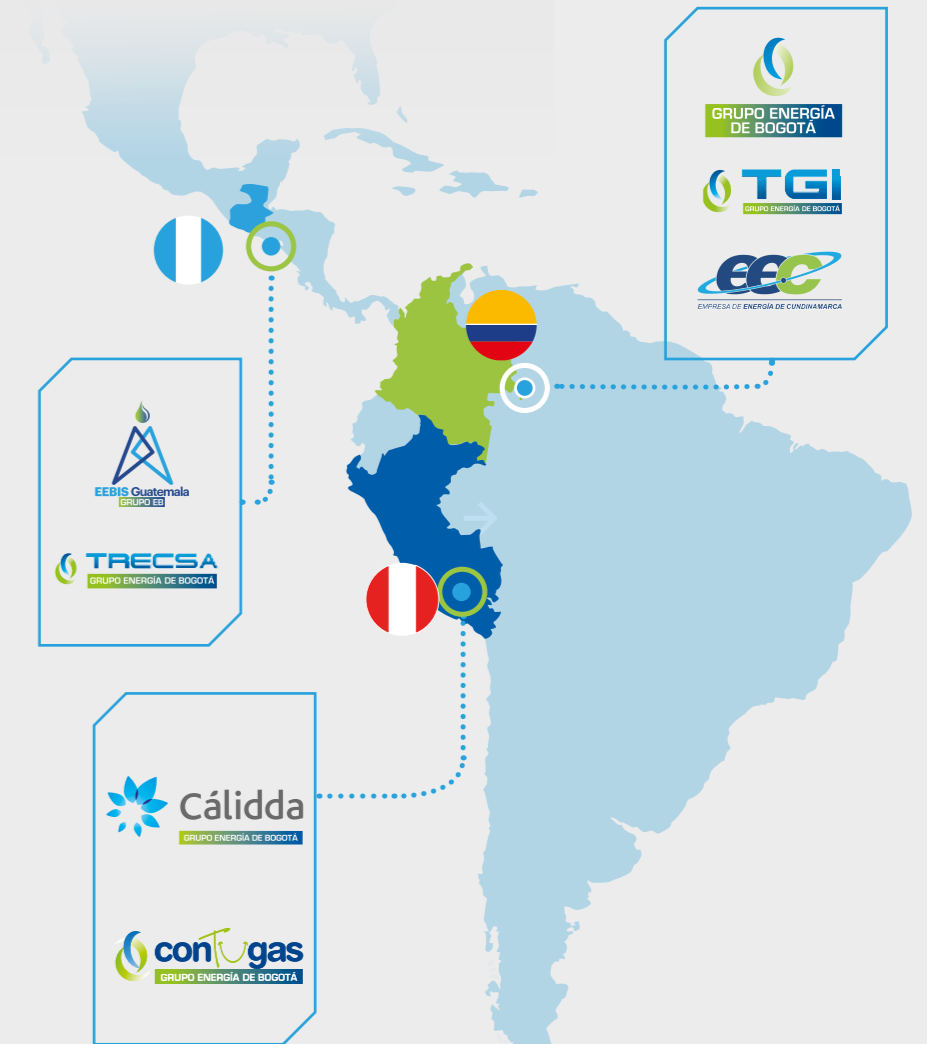 GRUPO ENERGÍA
DE BOGOTÁ
TGI
GRUPO ENERGÍA DE BOGOTÁ
eec
EMPRESA DE ENERGÍA DE CUNDINAMARCA
EEBIS Guatemala
GRUPO EB
TRECSA
GRUPO ENERGÍA DE BOGOTÁ
Cálidda
GRUPO ENERGÍA DE BOGOTÁ
conTUgas
GRUPO ENERGÍA DE BOGOTÁ